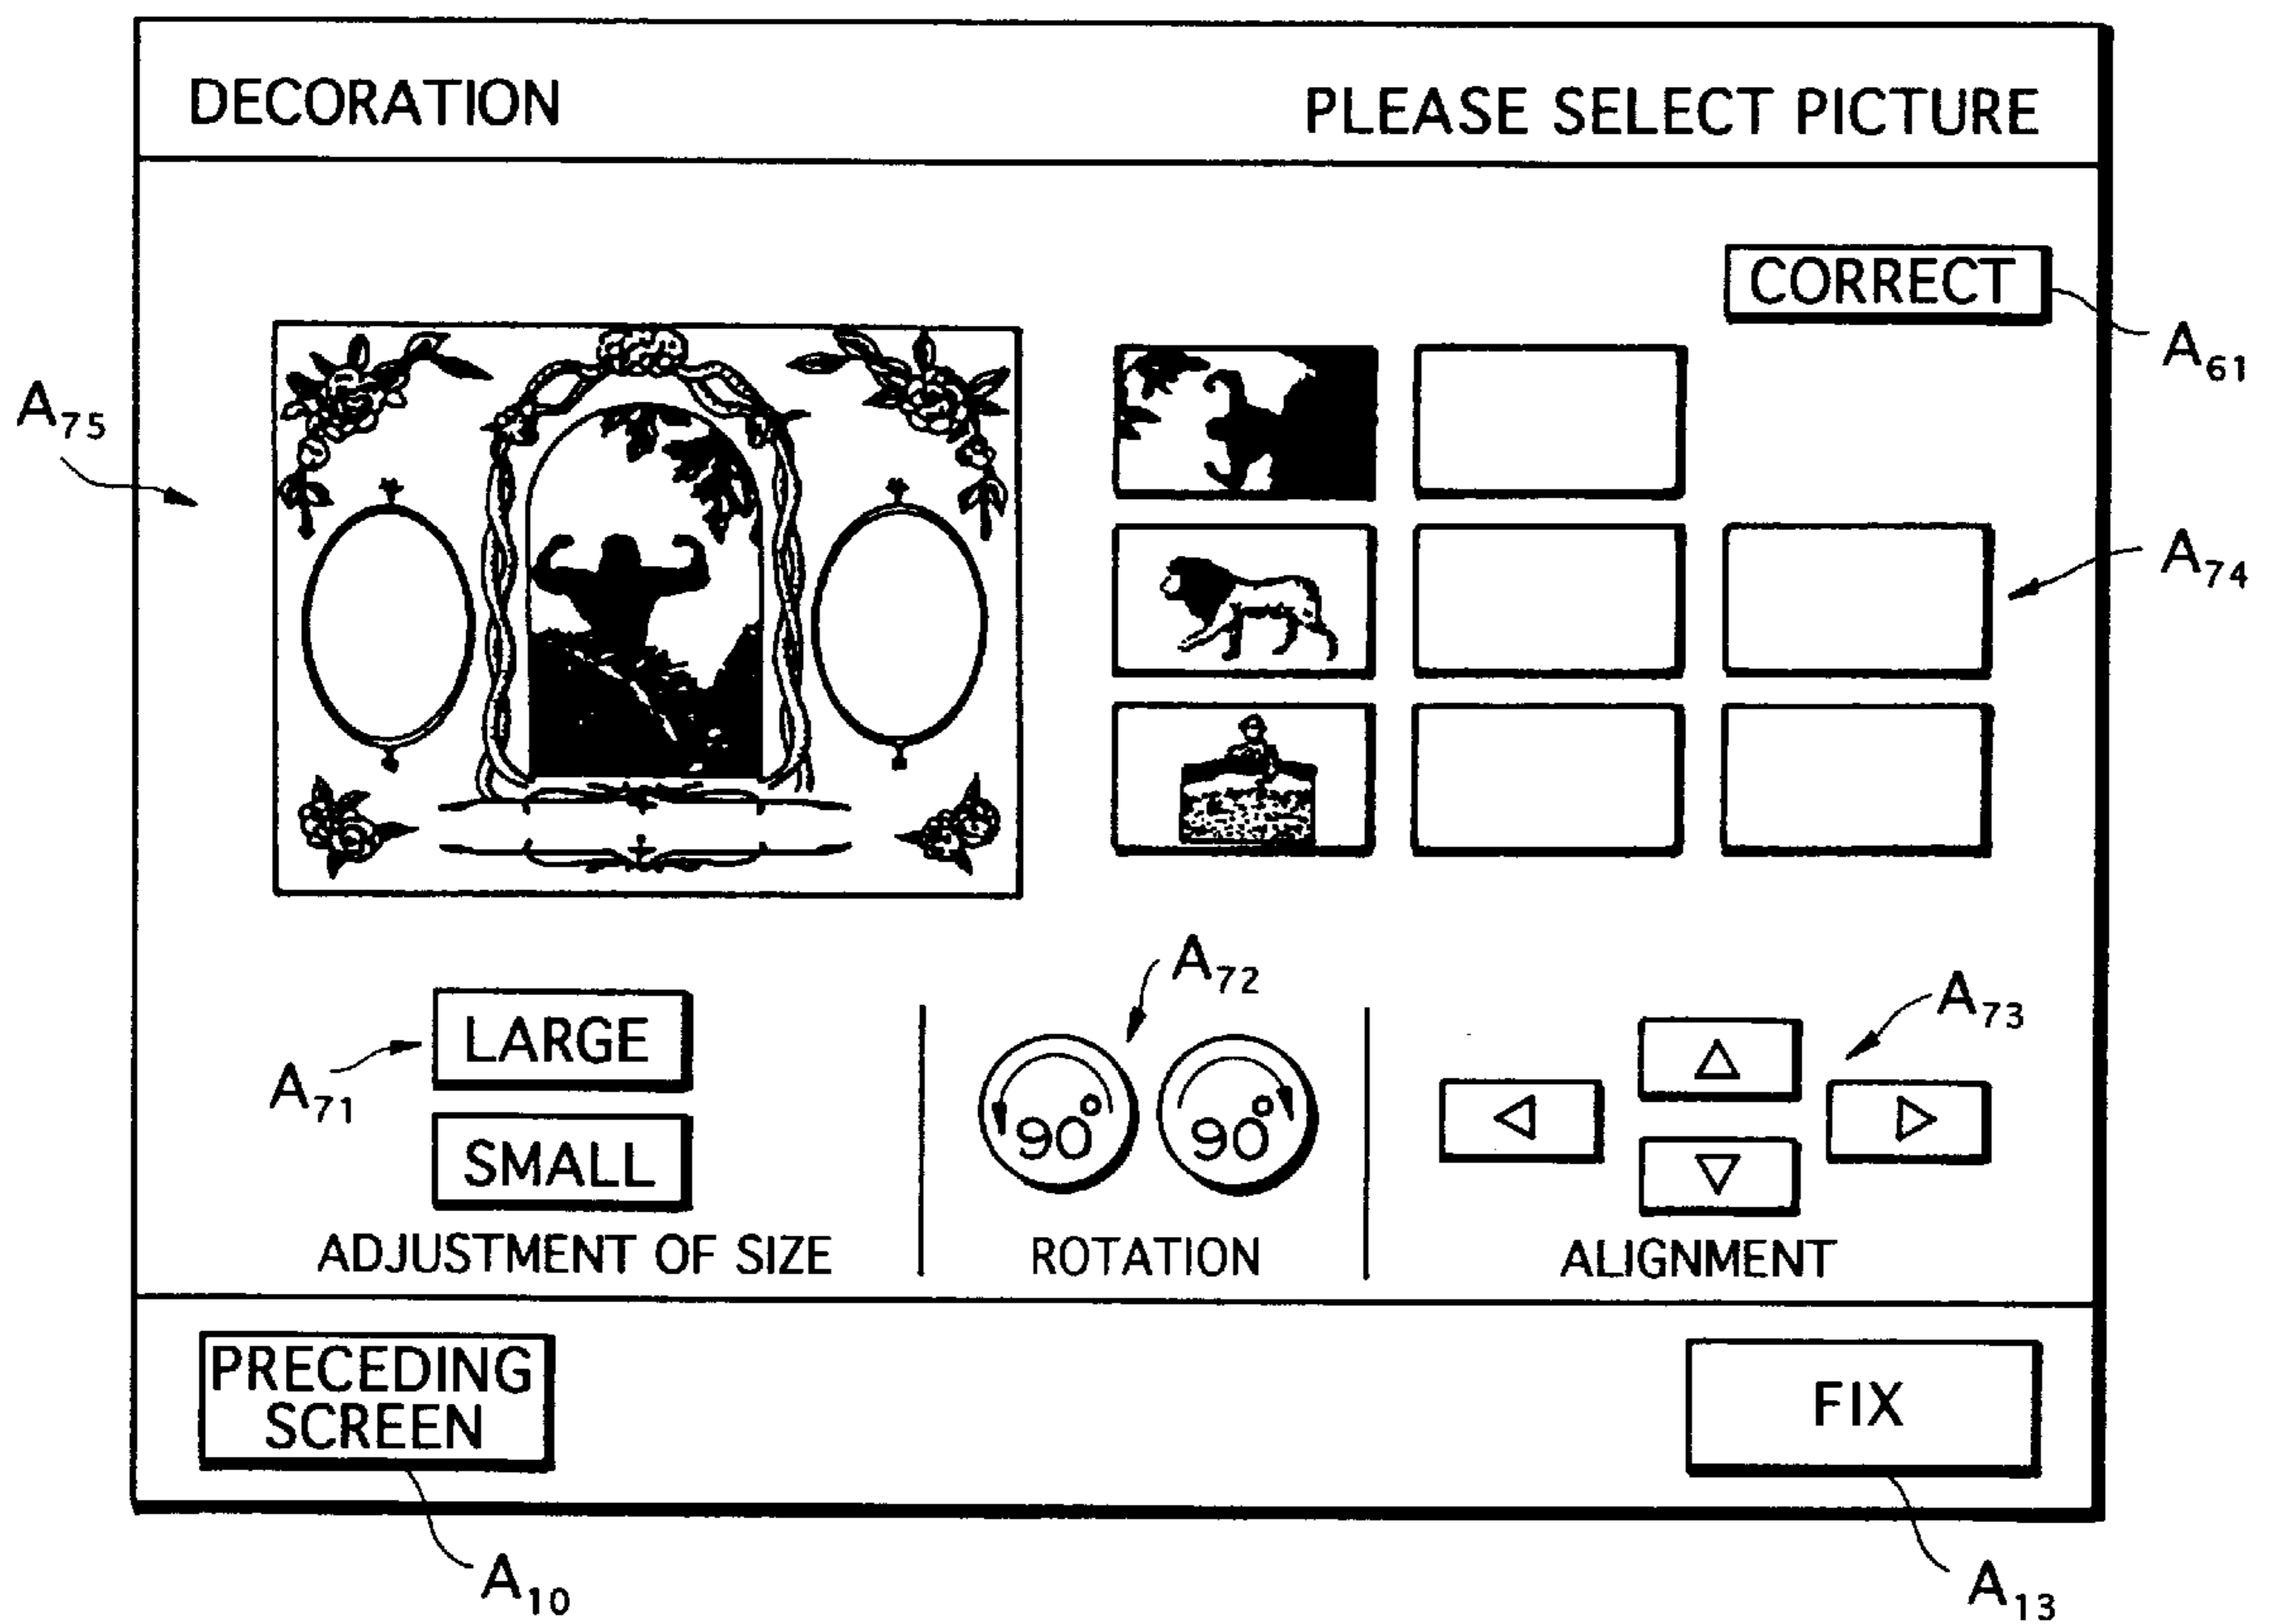 DECORATION
PLEASE SELECT PICTURE
CORRECT
A61
A75
A74
A72
A73
LARGE
A71
90°
90°
△
◁
▷
SMALL
▽
ADJUSTMENT OF SIZE
ROTATION
ALIGNMENT
PRECEDING
SCREEN
FIX
A10
A13